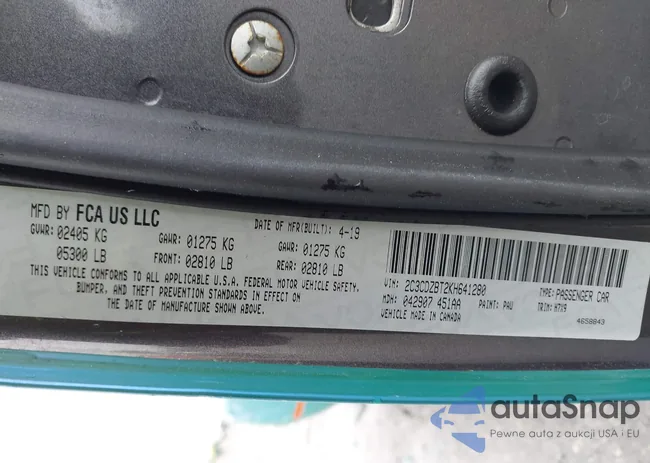 MFD BY FCA US LLC
DATE OF MFR(BUILT): 4-19
GVWR: 02405 KG GAWR: 01275 KG GAWR: 01275 KG
05300 LB FRONT: 02810 LB REAR: 02810 LB
THIS VEHICLE CONFORMS TO ALL APPLICABLE U.S.A. FEDERAL MOTOR VEHICLE SAFETY,
BUMPER, AND THEFT PREVENTION STANDARDS IN EFFECT ON
THE DATE OF MANUFACTURE SHOWN ABOVE.
VIN: 2C3CDZBT2KH641280 TYPE: PASSENGER CAR
MDH: 042907 451AA PAINT: PAU TRIM: H7X9
VEHICLE MADE IN CANADA 4658843
autaSnap
Pewne auta z aukcji USA i EU